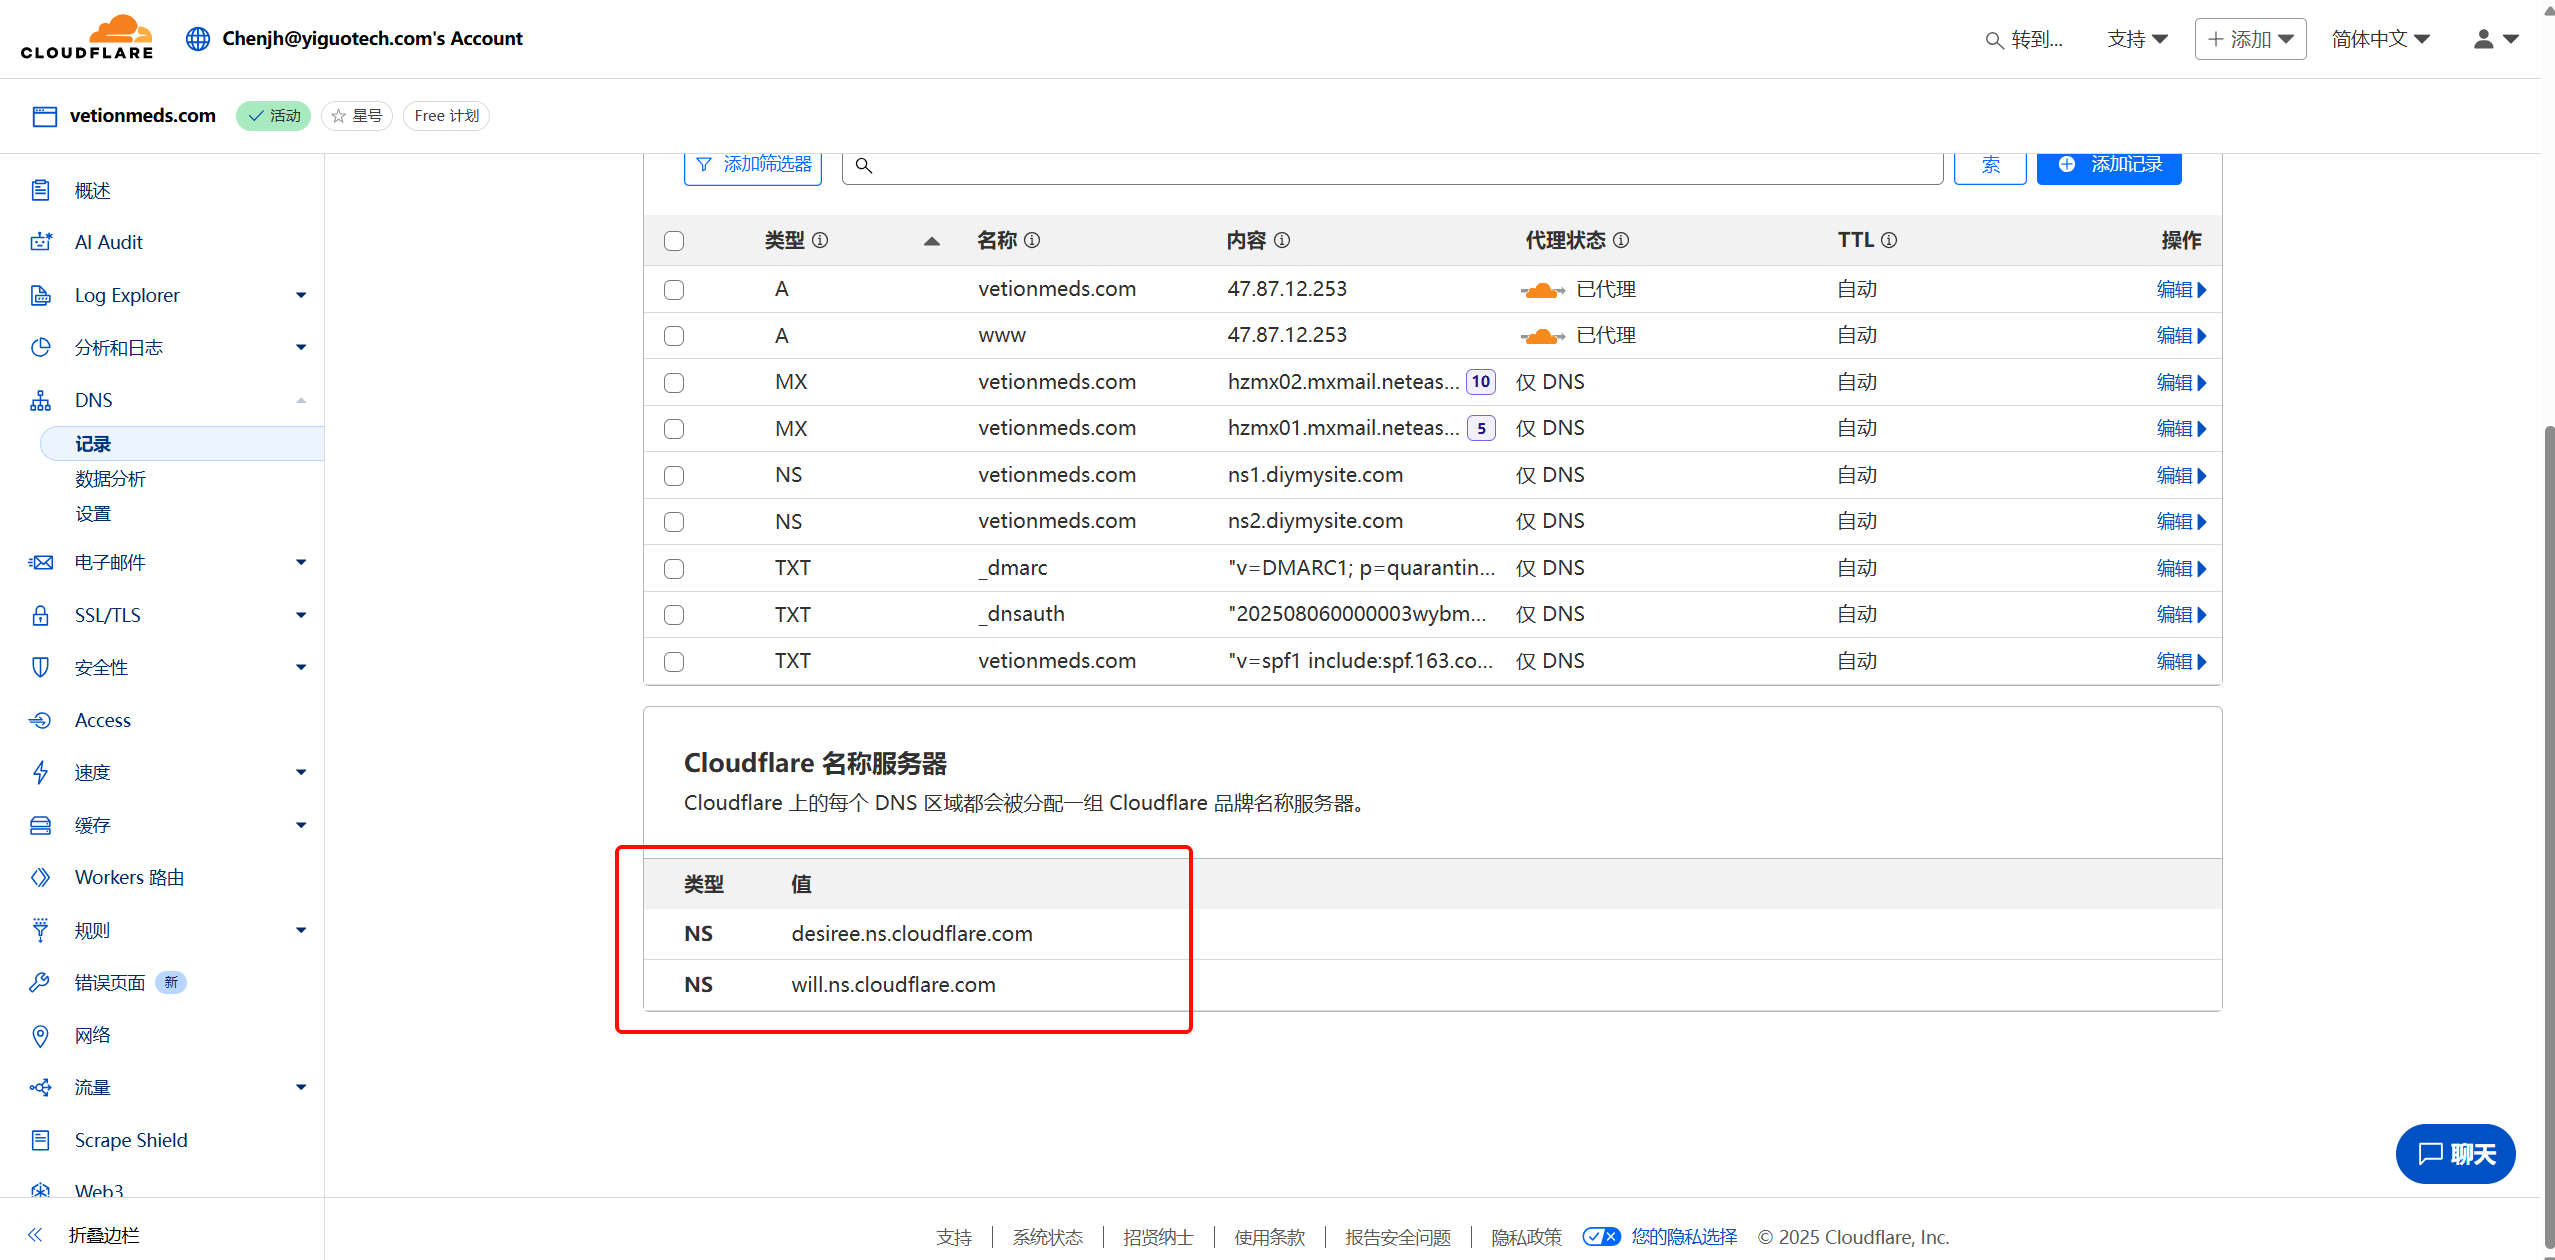 CLOUDFLARE
Chenjh@yiguotech.com's Account
转到...
支持
添加
简体中文
vetionmeds.com
活动
星号
Free 计划
概述
AI Audit
Log Explorer
分析和日志
DNS
记录
数据分析
设置
电子邮件
SSL/TLS
安全性
Access
速度
缓存
Workers 路由
规则
错误页面 新
网络
流量
Scrape Shield
Web3
折叠边栏
添加筛选器
索
添加记录
类型 名称 内容 代理状态 TTL 操作
A vetionmeds.com 47.87.12.253 已代理 自动 编辑
A www 47.87.12.253 已代理 自动 编辑
MX vetionmeds.com hzmx02.mxmail.neteas... 10 仅 DNS 自动 编辑
MX vetionmeds.com hzmx01.mxmail.neteas... 5 仅 DNS 自动 编辑
NS vetionmeds.com ns1.diymysite.com 仅 DNS 自动 编辑
NS vetionmeds.com ns2.diymysite.com 仅 DNS 自动 编辑
TXT _dmarc "v=DMARC1; p=quarantin... 仅 DNS 自动 编辑
TXT _dnsauth "202508060000003wybm... 仅 DNS 自动 编辑
TXT vetionmeds.com "v=spf1 include:spf.163.co... 仅 DNS 自动 编辑
Cloudflare 名称服务器
Cloudflare 上的每个 DNS 区域都会被分配一组 Cloudflare 品牌名称服务器。
类型 值
NS desiree.ns.cloudflare.com
NS will.ns.cloudflare.com
聊天
支持 系统状态 招贤纳士 使用条款 报告安全问题 隐私政策 您的隐私选择 © 2025 Cloudflare, Inc.